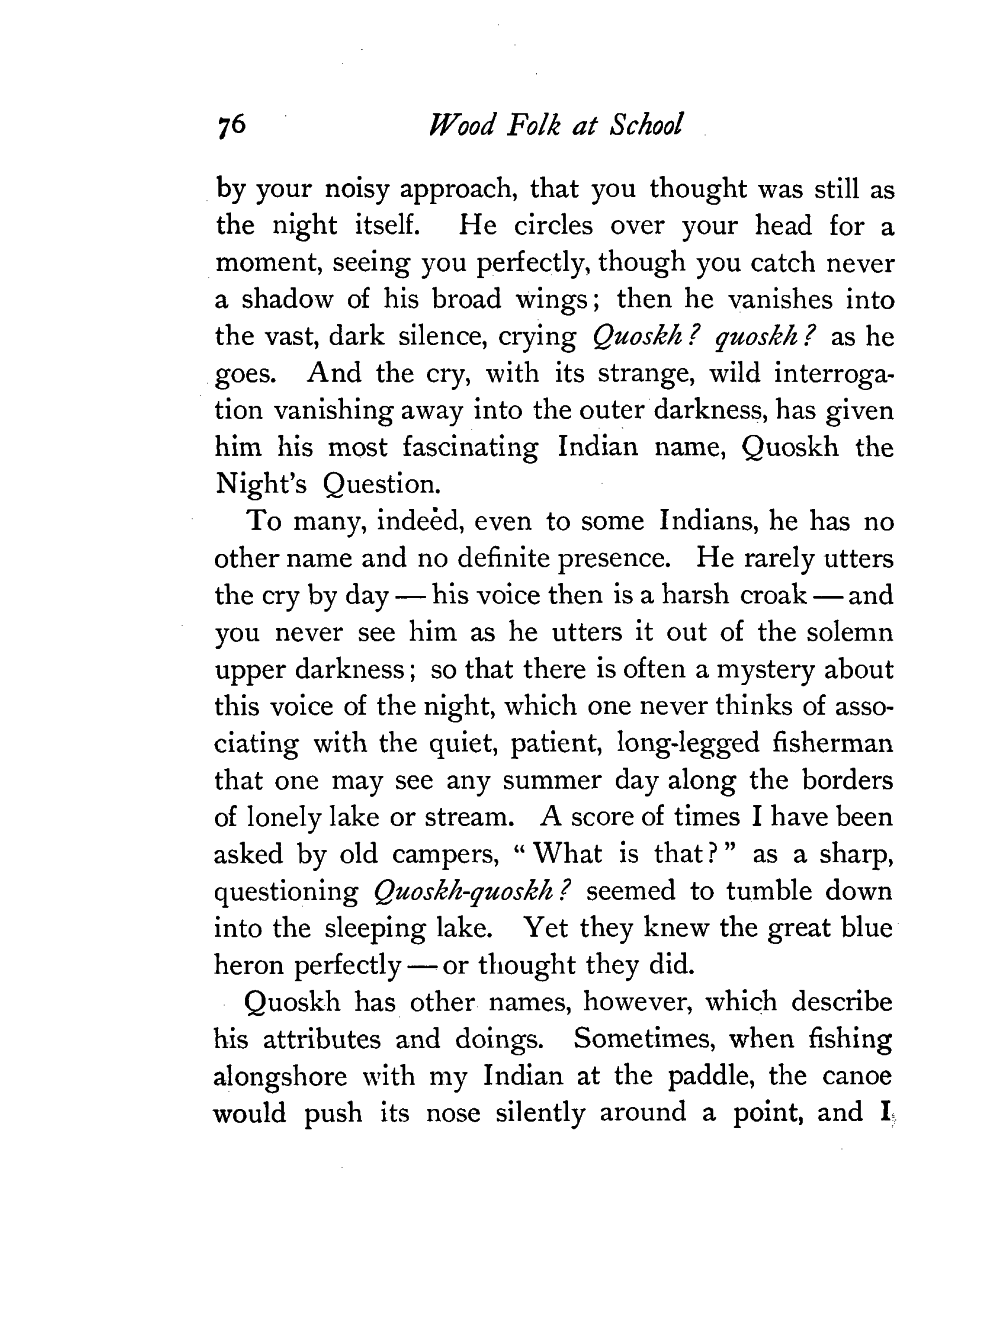 76 Wood Folk at School
by your noisy approach, that you thought was still as
the night itself. He circles over your head for a
moment, seeing you perfectly, though you catch never
a shadow of his broad wings; then he vanishes into
the vast, dark silence, crying Quoskh? quoskh? as he
goes. And the cry, with its strange, wild interroga-
tion vanishing away into the outer darkness, has given
him his most fascinating Indian name, Quoskh the
Night's Question.
To many, indeed, even to some Indians, he has no
other name and no definite presence. He rarely utters
the cry by day — his voice then is a harsh croak — and
you never see him as he utters it out of the solemn
upper darkness; so that there is often a mystery about
this voice of the night, which one never thinks of asso-
ciating with the quiet, patient, long-legged fisherman
that one may see any summer day along the borders
of lonely lake or stream. A score of times I have been
asked by old campers, “What is that?” as a sharp,
questioning Quoskh-quoskh? seemed to tumble down
into the sleeping lake. Yet they knew the great blue
heron perfectly — or thought they did.
Quoskh has other names, however, which describe
his attributes and doings. Sometimes, when fishing
alongshore with my Indian at the paddle, the canoe
would push its nose silently around a point, and I